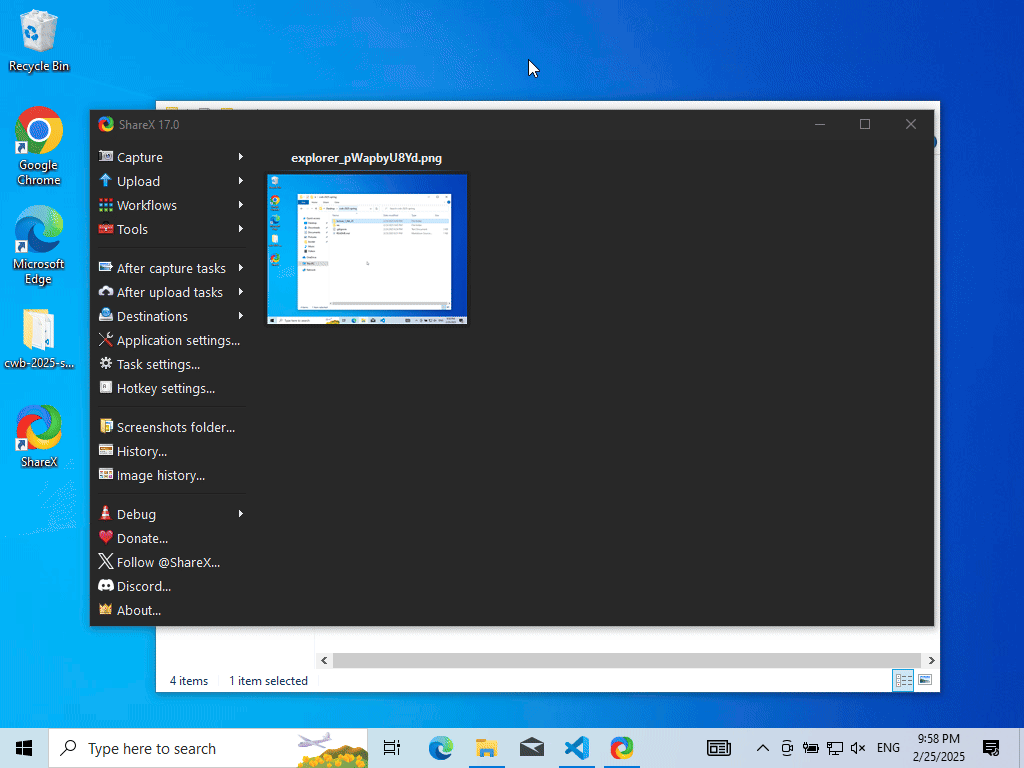 Recycle Bin
Google
Chrome
Microsoft
Edge
cwb-2025-s...
ShareX
ShareX 17.0
Capture
Upload
Workflows
Tools
After capture tasks
After upload tasks
Destinations
Application settings...
Task settings...
Hotkey settings...
Screenshots folder...
History...
Image history...
Debug
Donate...
Follow @ShareX...
Discord...
About...
explorer_pWapbyU8Yd.png
4 items
1 item selected
Type here to search
ENG
9:58 PM
2/25/2025